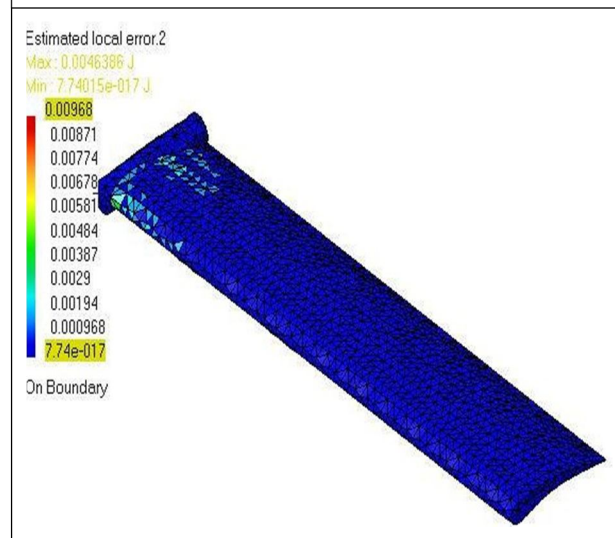 Estimated local error.2
Max : 0.0046386 J
Min : 7.74015e-017 J
0.00968
0.00871
0.00774
0.00678
0.00581
0.00484
0.00387
0.0029
0.00194
0.000968
7.74e-017
On Boundary